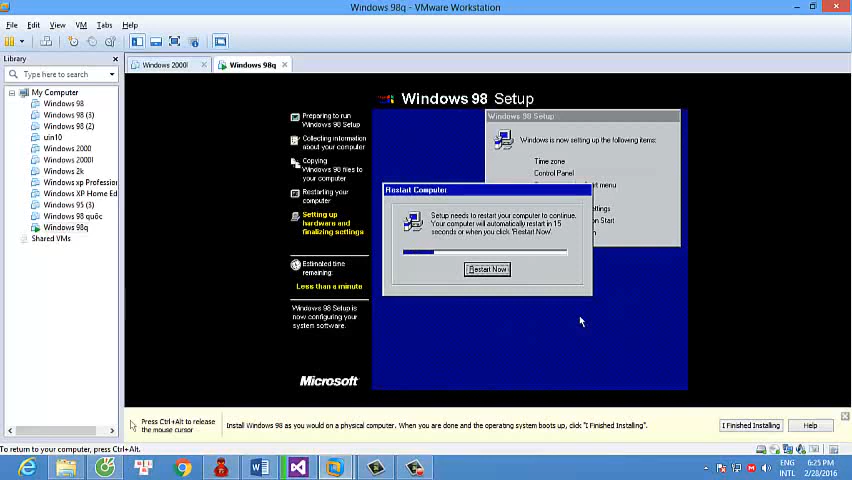 Windows 98q - VMware Workstation
File Edit View VM Tabs Help
Library
Type here to search
My Computer
Windows 98
Windows 98 (3)
Windows 98 (2)
uin10
Windows 2000
Windows 2000l
Windows 2k
Windows xp Profession
Windows XP Home Ed
Windows 95 (3)
Windows 98 quốc
Windows 98q
Shared VMs
Windows 2000l
Windows 98q
Windows 98 Setup
Preparing to run
Windows 98 Setup
Collecting information
about your computer
Copying
Windows 98 files to
your computer
Restarting your
computer
Setting up
hardware and
finalizing settings
Estimated time
remaining:
Less than a minute
Windows 98 Setup is
now configuring your
system software.
Microsoft
Windows 98 Setup
Windows is now setting up the following items:
Time zone
Control Panel
rt menu
ettings
on Start
Restart Computer
Setup needs to restart your computer to continue.
Your computer will automatically restart in 15
seconds or when you click 'Restart Now'.
Restart Now
Press Ctrl+Alt to release
the mouse cursor
Install Windows 98 as you would on a physical computer. When you are done and the operating system boots up, click "I Finished Installing".
I Finished Installing
Help
To return to your computer, press Ctrl+Alt.
ENG
INTL
6:25 PM
2/28/2016